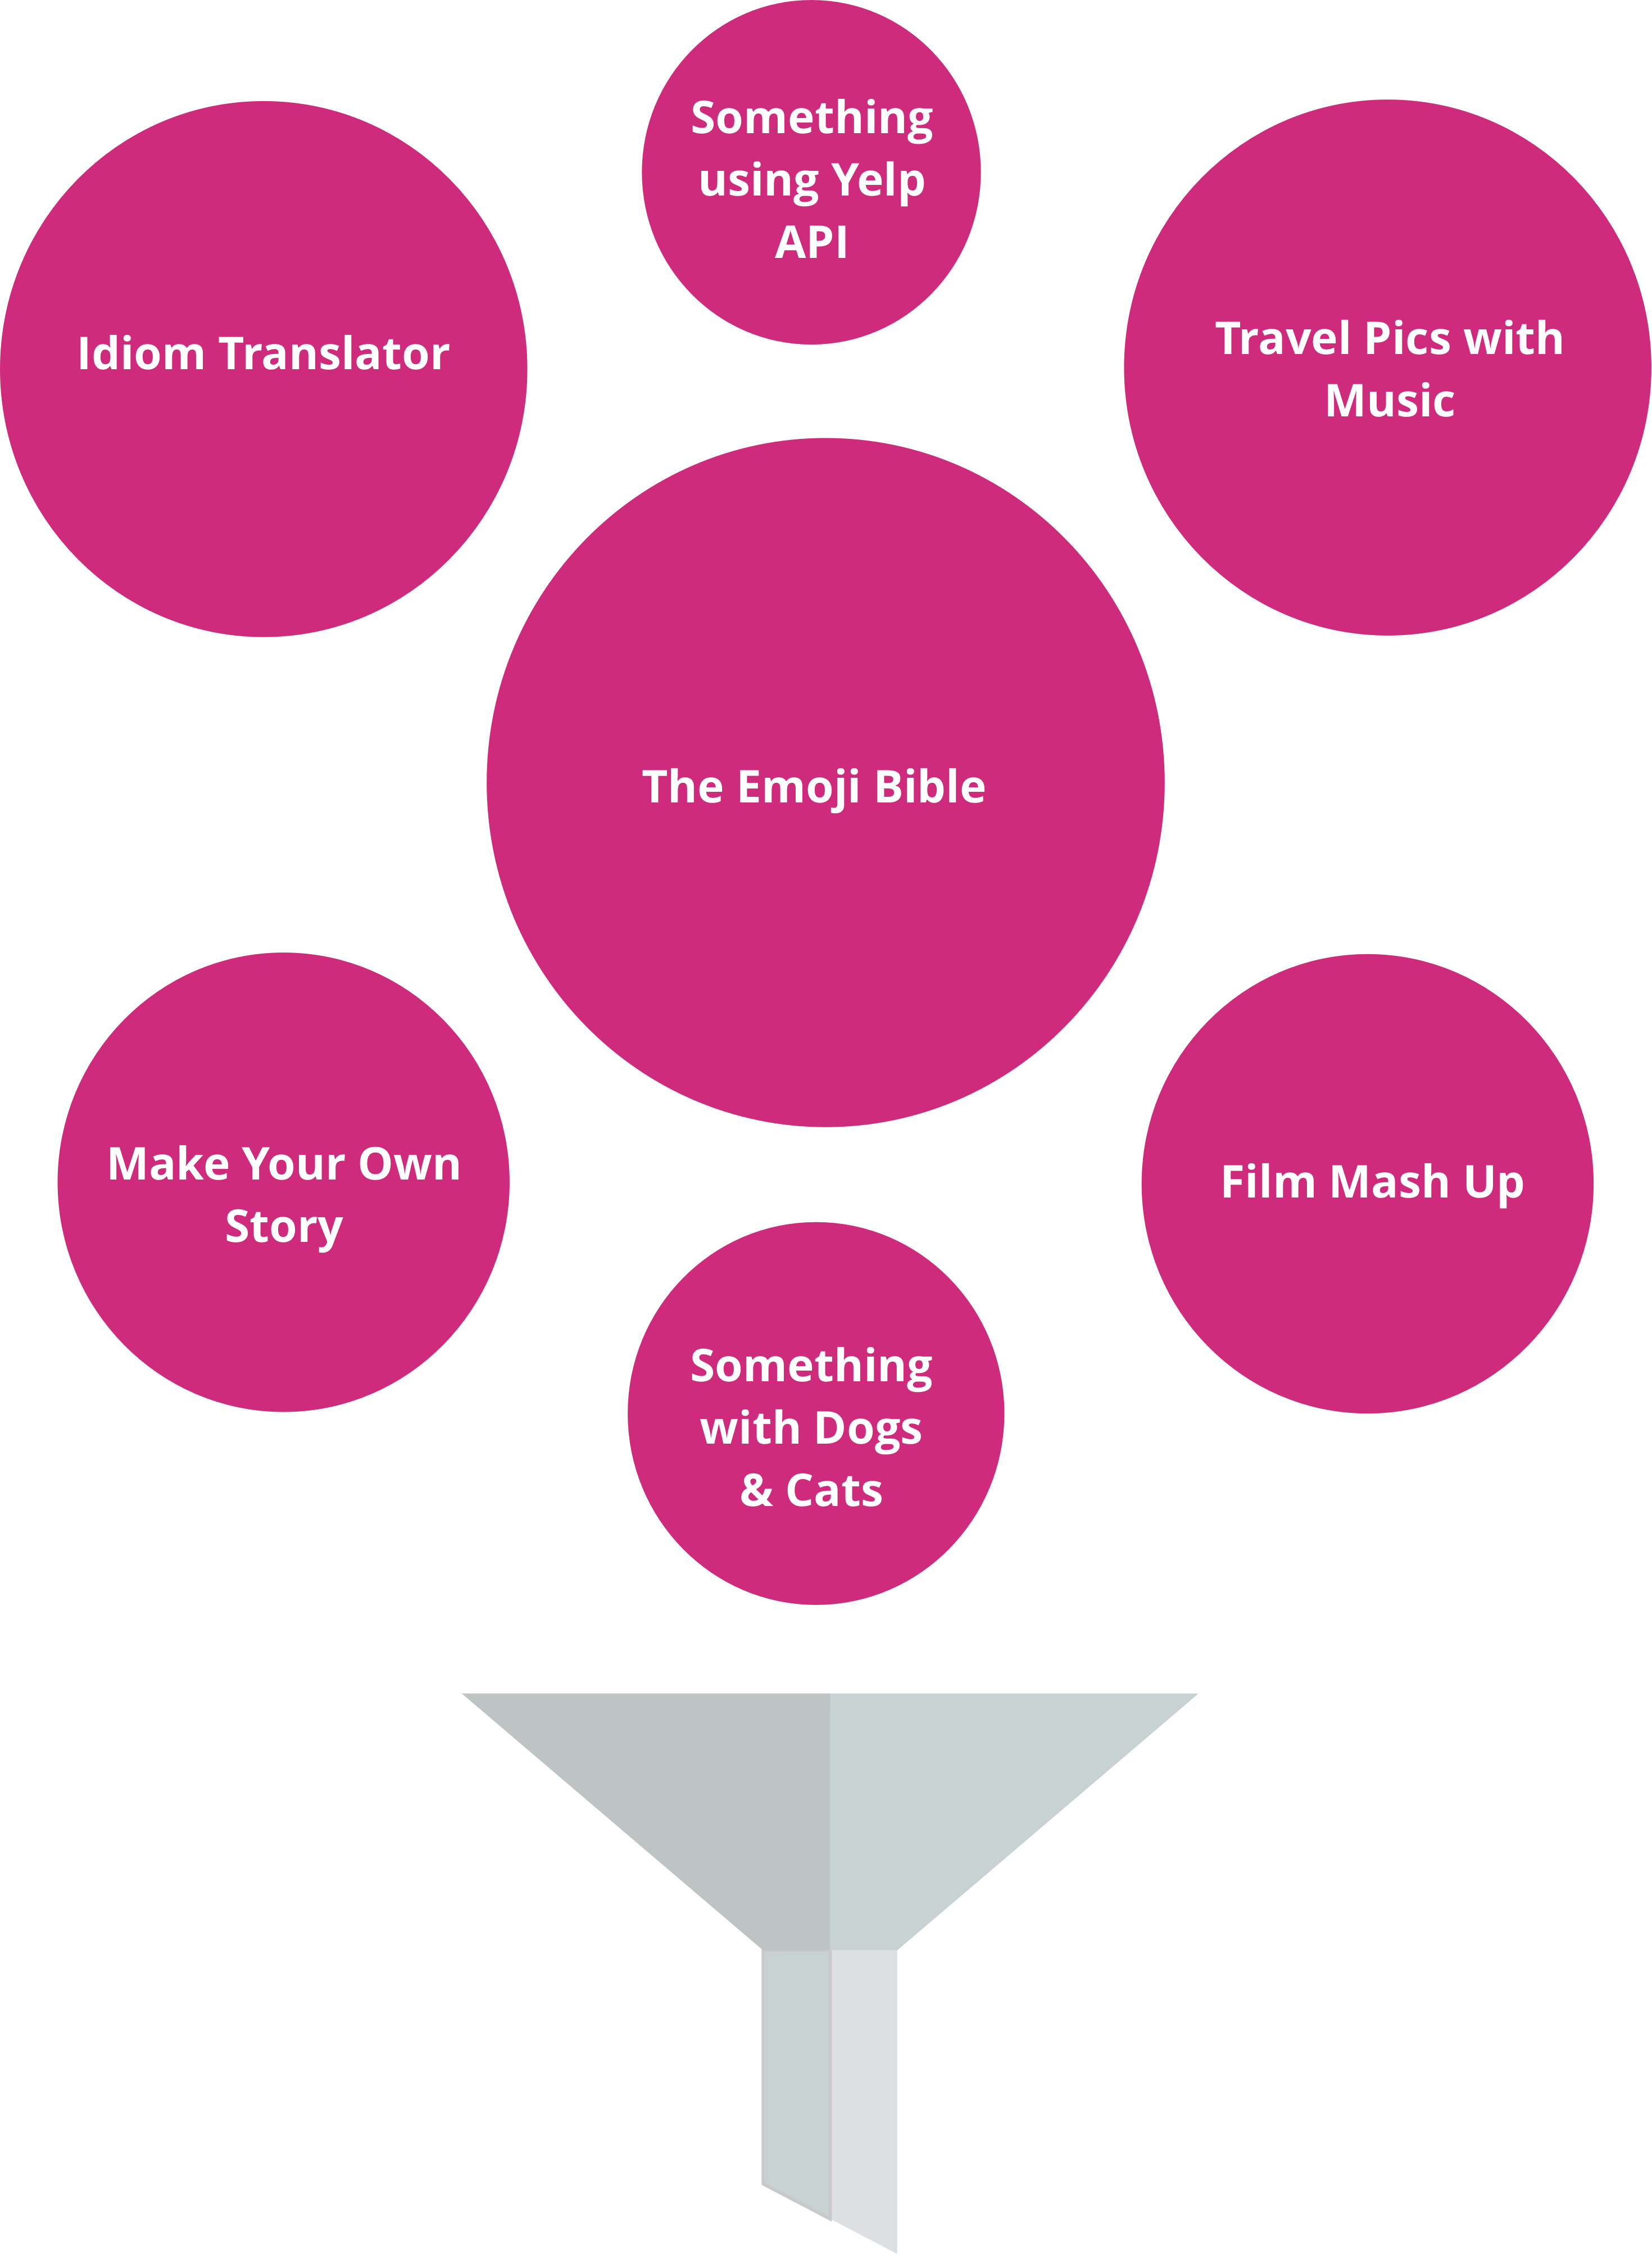 Something
using Yelp
API
Idiom Translator
Travel Pics with
Music
The Emoji Bible
Make Your Own
Story
Film Mash Up
Something
with Dogs
& Cats